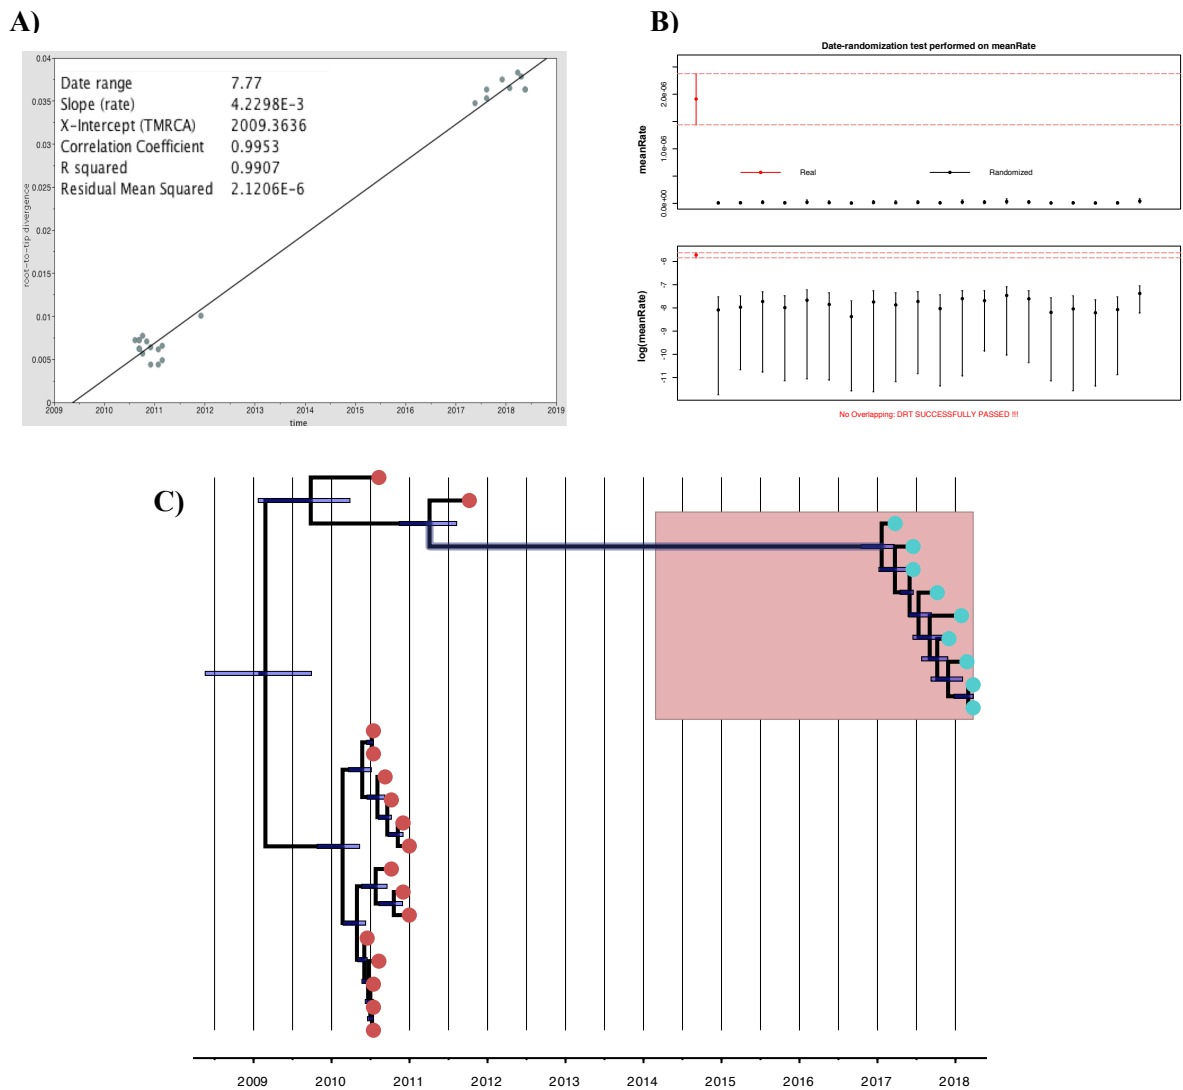 A)
B)
0.04
0.035
0.03
0.025
0.02
0.015
0.01
0.005
0
root-to-tip divergence
Date range 7.77
Slope (rate) 4.2298E-3
X-Intercept (TMRCA) 2009.3636
Correlation Coefficient 0.9953
R squared 0.9907
Residual Mean Squared 2.1206E-6
2009 2010 2011 2012 2013 2014 2015 2016 2017 2018 2019
time
Date-randomization test performed on meanRate
meanRate
2.0e-06
1.0e-06
0.0e+00
Real
Randomized
log(meanRate)
-6
-7
-8
-9
-10
-11
No Overlapping: DRT SUCCESSFULLY PASSED !!!
C)
2009 2010 2011 2012 2013 2014 2015 2016 2017 2018